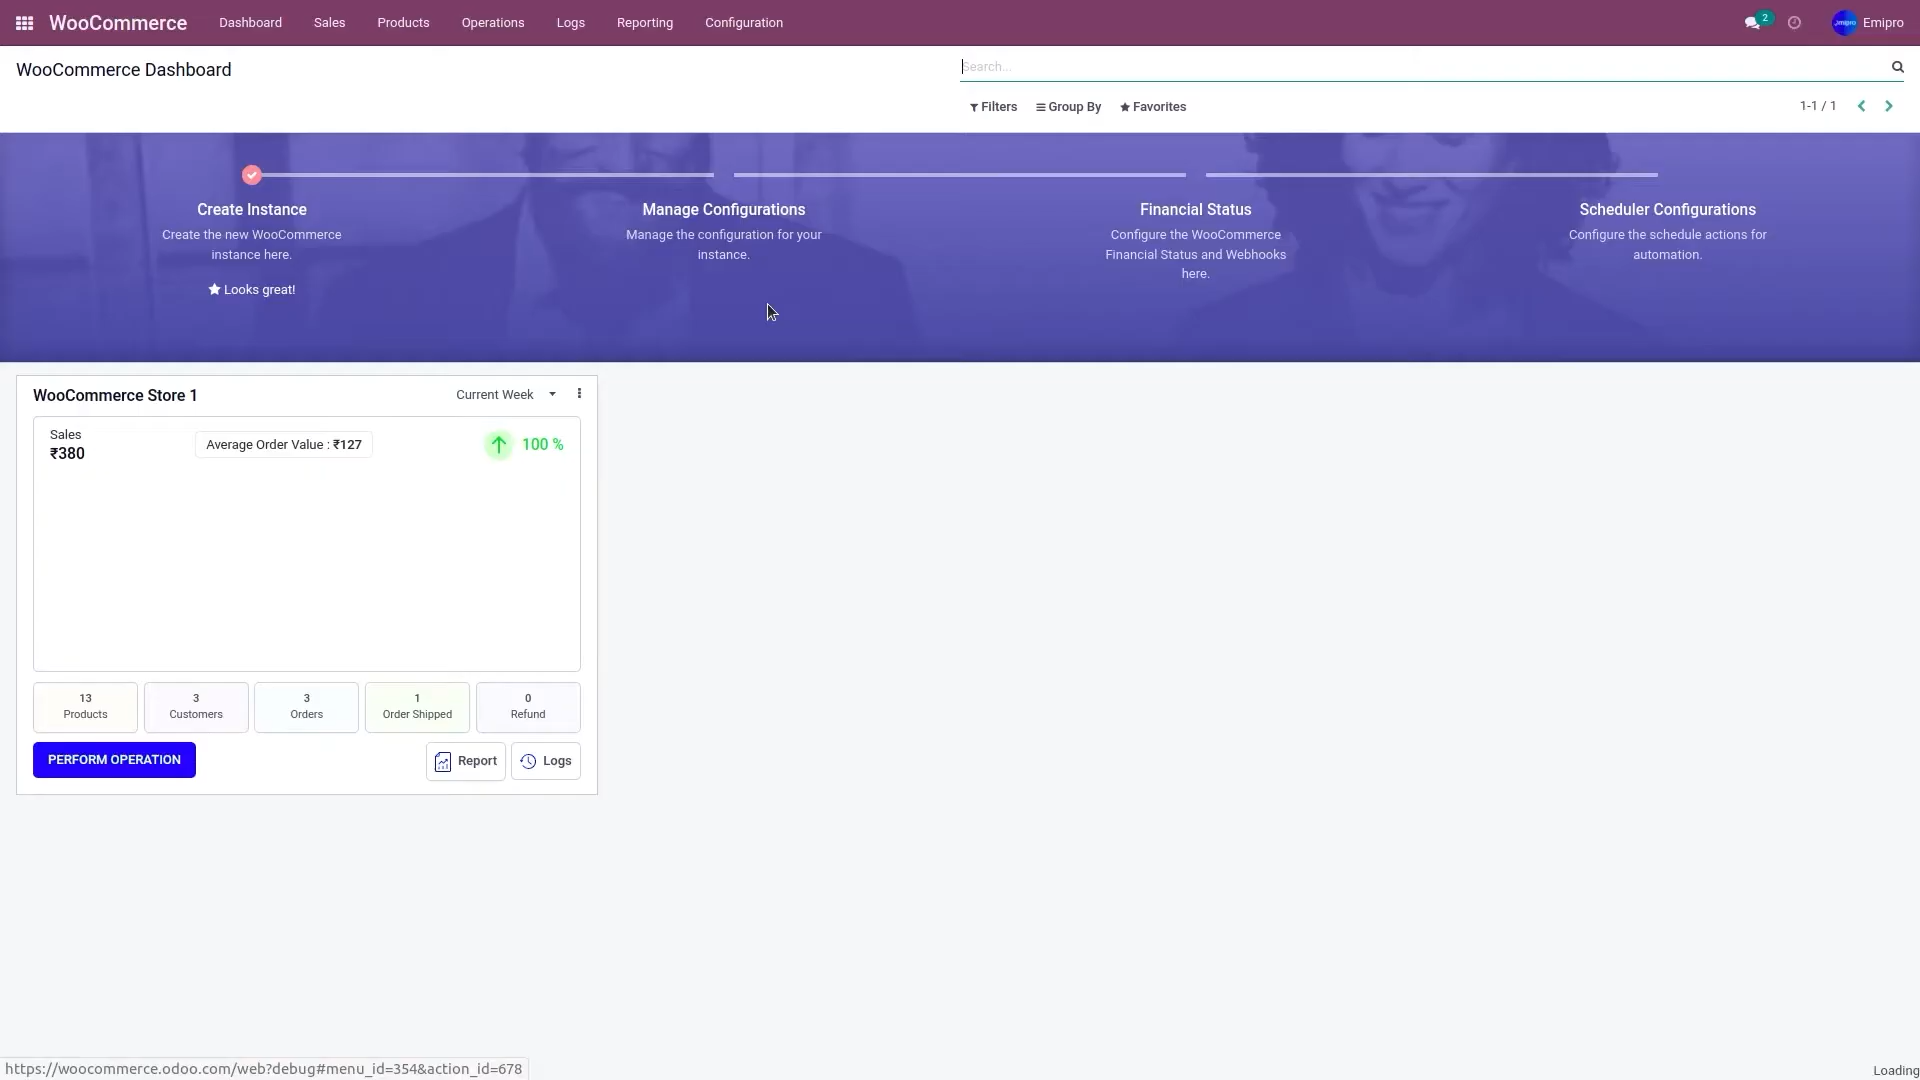 WooCommerce Dashboard Sales Products Operations Logs Reporting Configuration 2 Emipro
WooCommerce Dashboard
Search...
Filters Group By Favorites 1-1 / 1
Create Instance Manage Configurations Financial Status Scheduler Configurations
Create the new WooCommerce
instance here.
Manage the configuration for your
instance.
Configure the WooCommerce
Financial Status and Webhooks
here.
Configure the schedule actions for
automation.
Looks great!
WooCommerce Store 1 Current Week
Sales
₹380
Average Order Value : ₹127
100 %
13
Products
3
Customers
3
Orders
1
Order Shipped
0
Refund
PERFORM OPERATION Report Logs
https://woocommerce.odoo.com/web?debug#menu_id=354&action_id=678
Loading